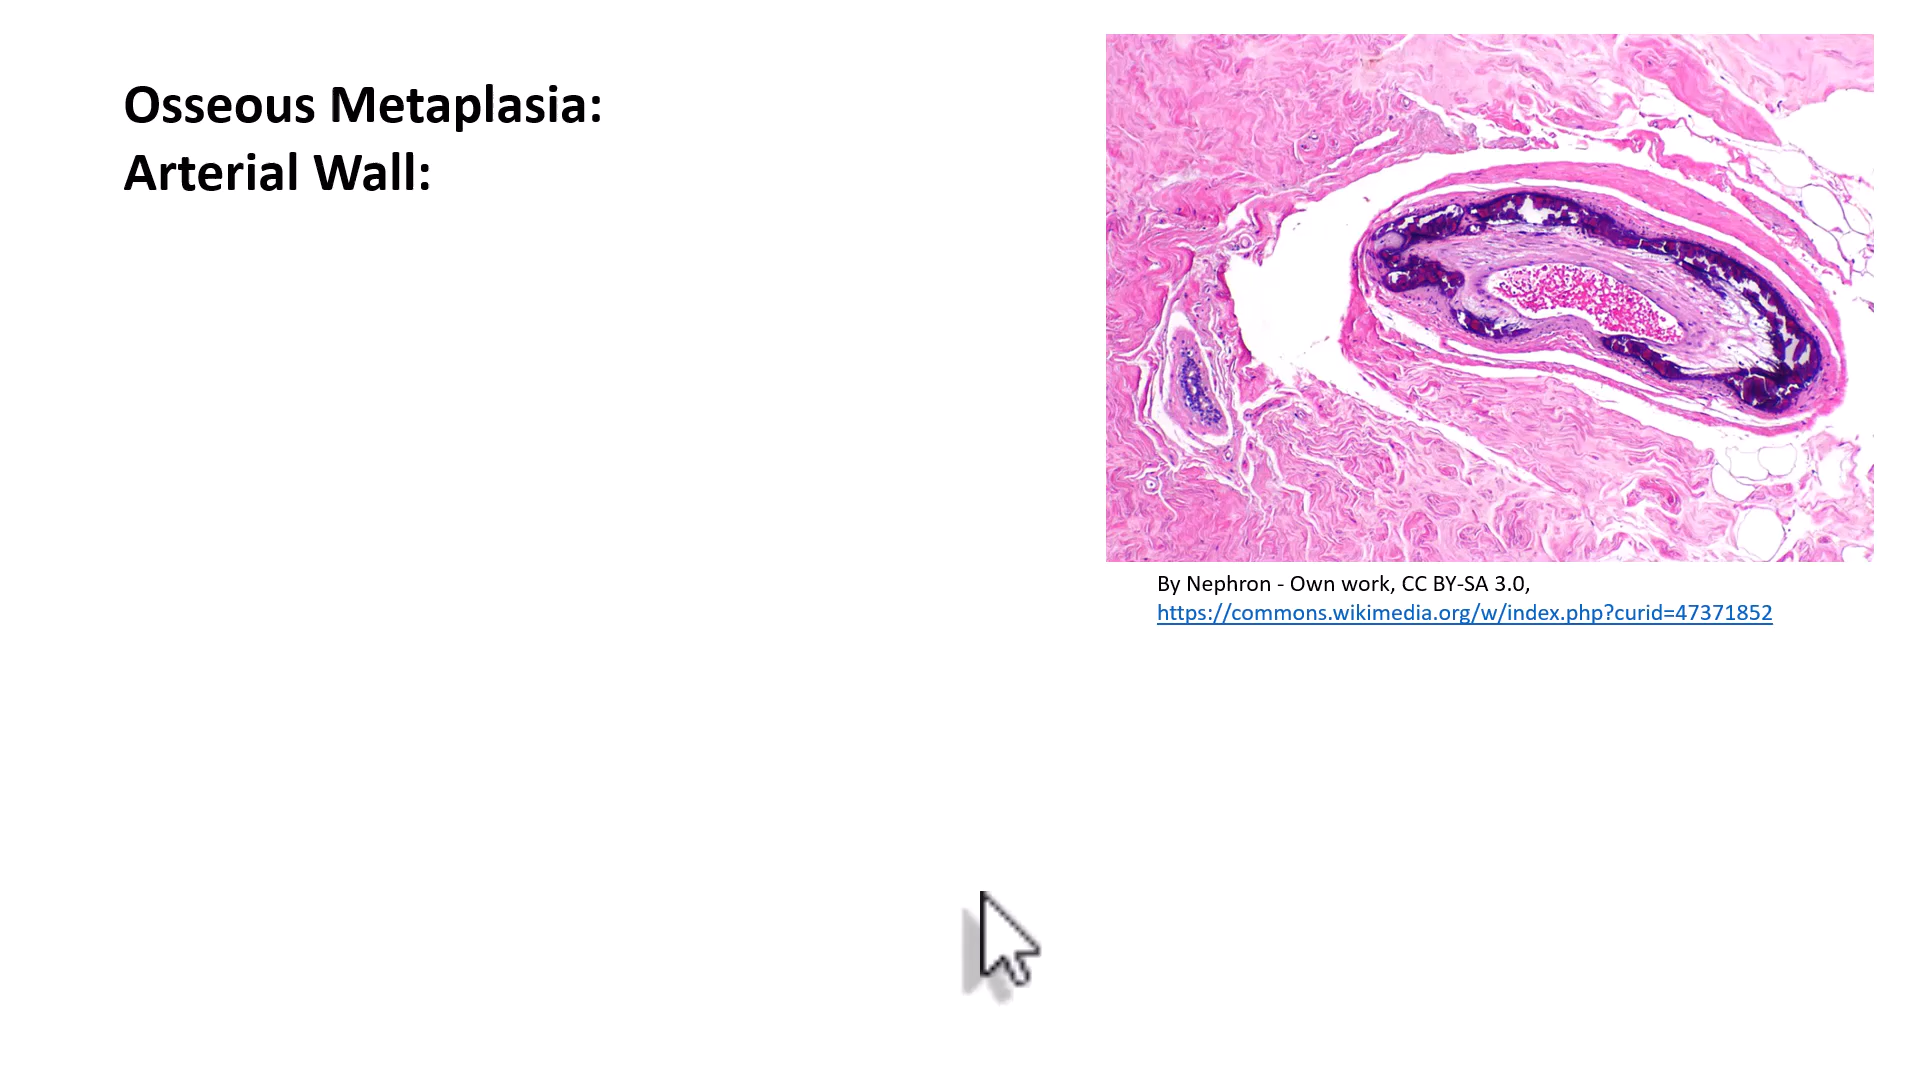 Osseous Metaplasia:
Arterial Wall:
By Nephron - Own work, CC BY-SA 3.0,
https://commons.wikimedia.org/w/index.php?curid=47371852